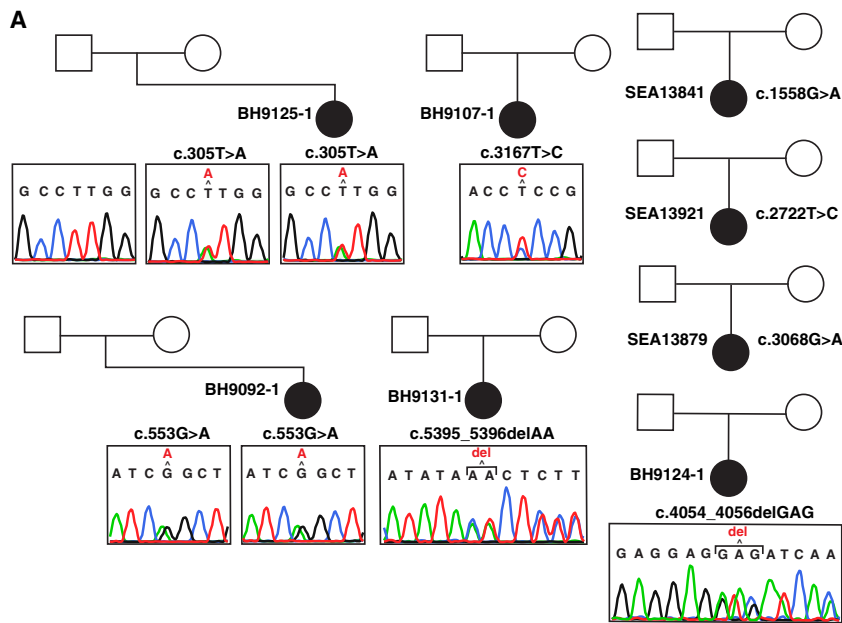 A
BH9125-1
BH9107-1
SEA13841 c.1558G>A
c.305T>A c.305T>A c.3167T>C
A A C
G C C T T G G G C C T T G G G C C T T G G A C C T C C G
^ ^ ^
SEA13921 c.2722T>C
SEA13879 c.3068G>A
BH9092-1 BH9131-1
c.553G>A c.553G>A c.5395_5396delAA
A A del
^ ^ ^
A T C G G C T A T C G G C T A T A T A A A C T C T T
BH9124-1
c.4054_4056delGAG
del
^
G A G G A G G A G A T C A A